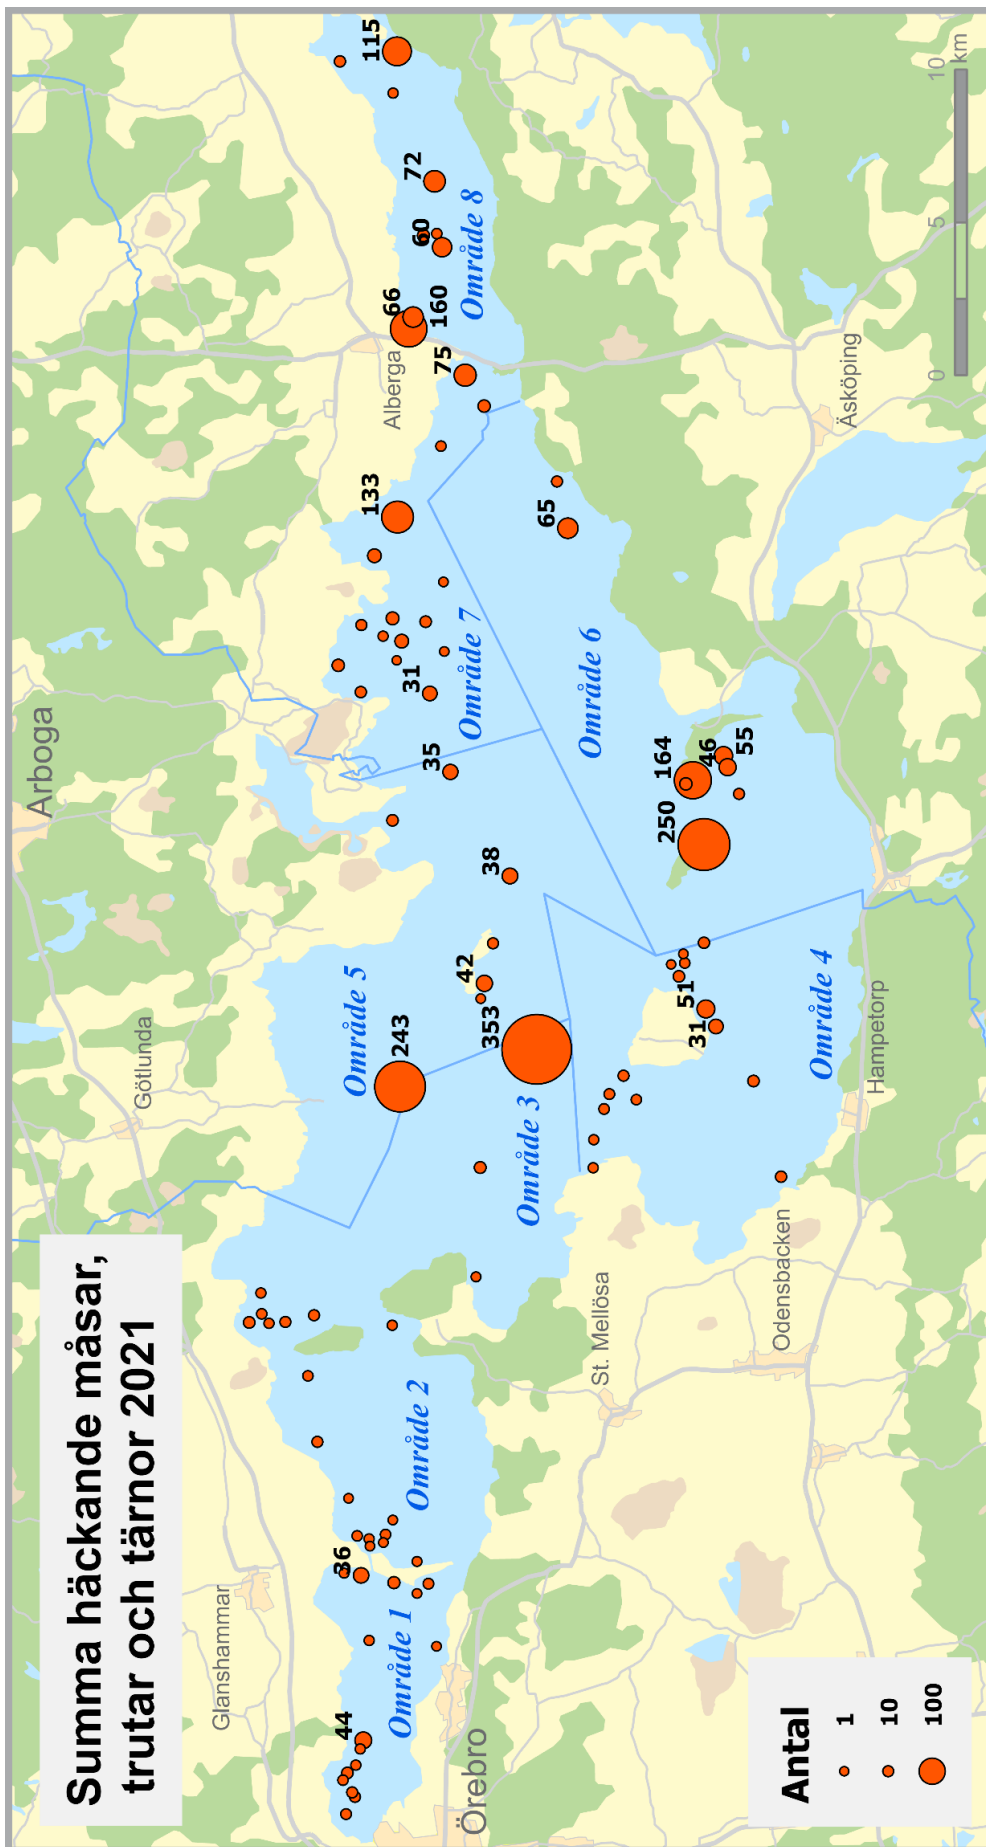 Summa häckande måsar,
trutar och tärnor 2021
Arboga
Götlunda
Glanshammar
Alberga
Örebro
St. Mellösa
Odensbacken
Hampetorp
Äsköping
Område 1
Område 2
Område 3
Område 4
Område 5
Område 6
Område 7
Område 8
44
36
243
353
42
38
35
31
133
75
66
160
60
72
115
65
31
51
250
164
46
55
Antal
1
10
100
0 5 10
km